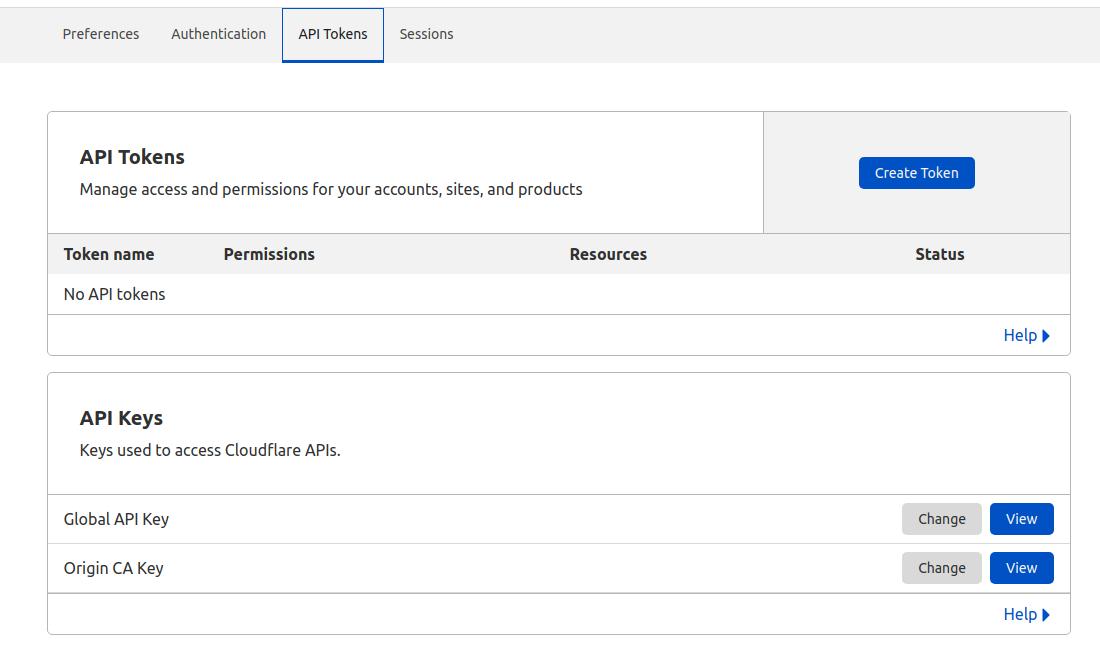 Preferences Authentication API Tokens Sessions
API Tokens
Manage access and permissions for your accounts, sites, and products
Create Token
Token name Permissions Resources Status
No API tokens
Help
API Keys
Keys used to access Cloudflare APIs.
Global API Key Change View
Origin CA Key Change View
Help